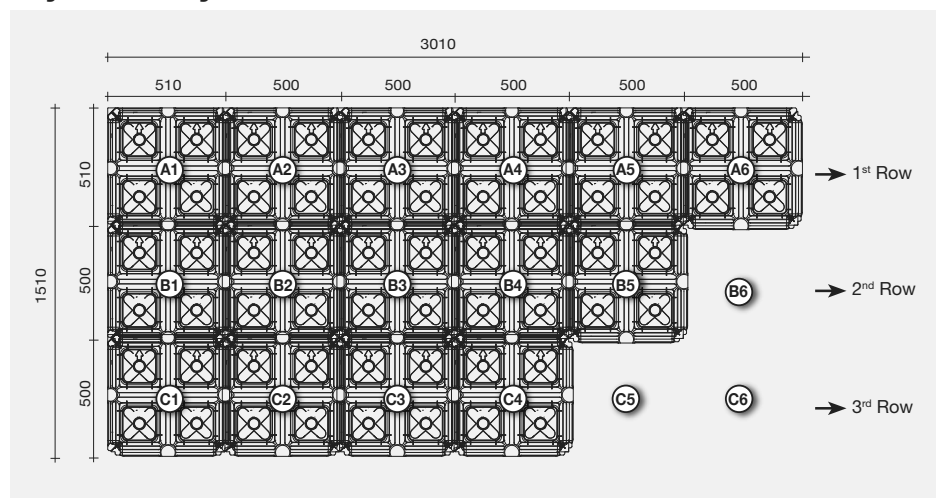 3010
510 500 500 500 500 500
1510
510
A1 A2 A3 A4 A5 A6
1st Row
500
B1 B2 B3 B4 B5 B6
2nd Row
500
C1 C2 C3 C4 C5 C6
3rd Row